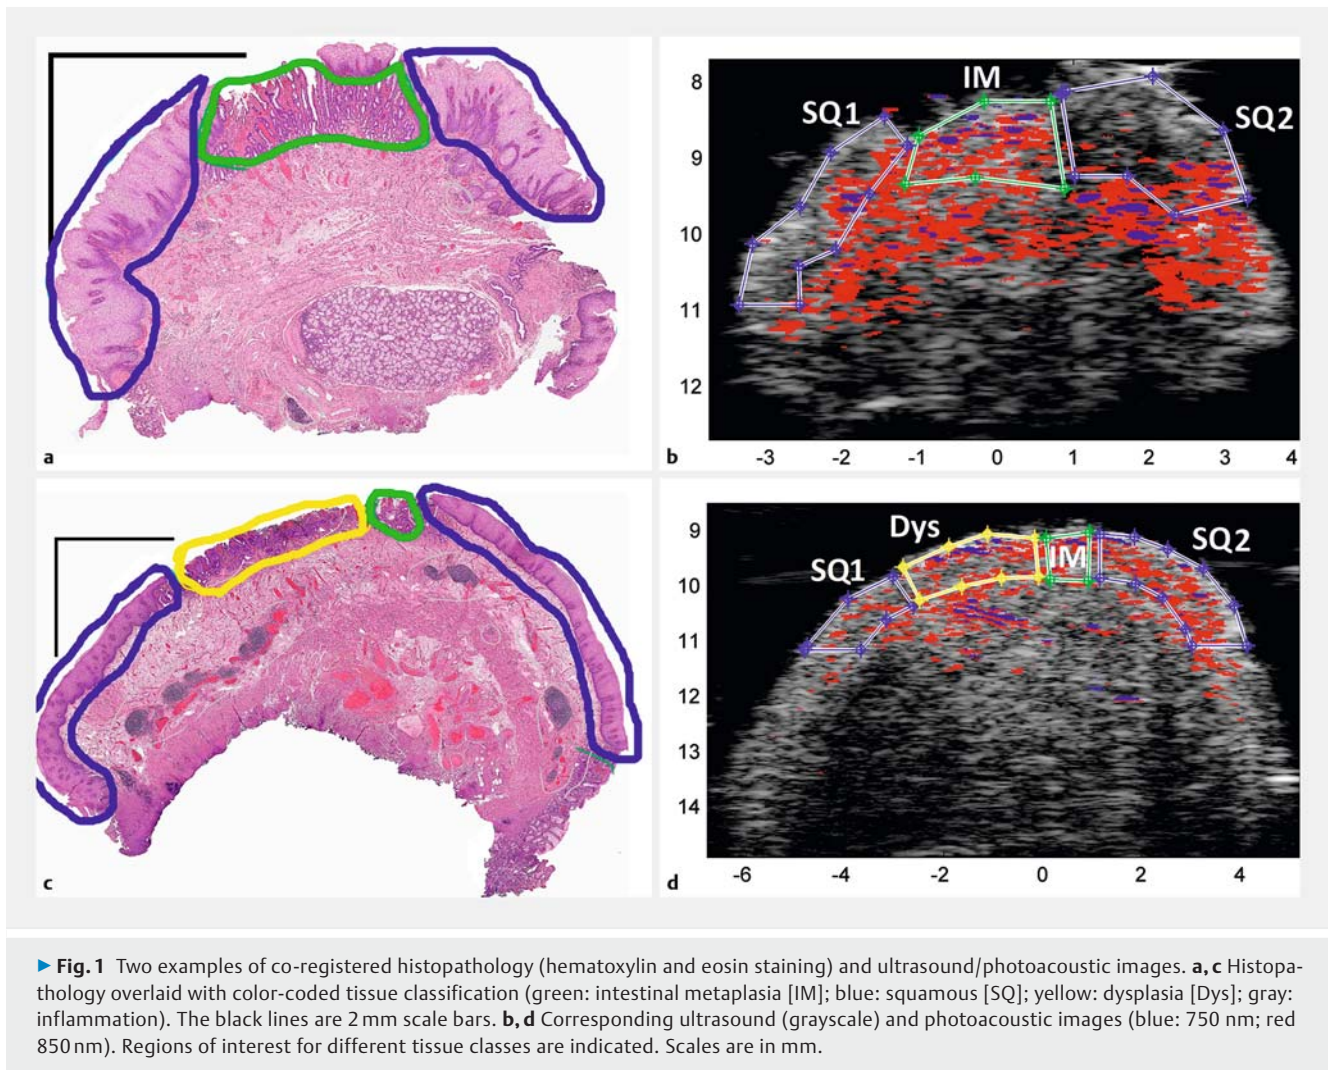 IM
SQ1
SQ2
8
9
10
11
12
a
b
-3 -2 -1 0 1 2 3 4
Dys
SQ1
IM
SQ2
9
10
11
12
13
14
c
d
-6 -4 -2 0 2 4
▶ Fig. 1 Two examples of co-registered histopathology (hematoxylin and eosin staining) and ultrasound/photoacoustic images. a, c Histopa-
thology overlaid with color-coded tissue classification (green: intestinal metaplasia [IM]; blue: squamous [SQ]; yellow: dysplasia [Dys]; gray:
inflammation). The black lines are 2 mm scale bars. b, d Corresponding ultrasound (grayscale) and photoacoustic images (blue: 750 nm; red
850 nm). Regions of interest for different tissue classes are indicated. Scales are in mm.